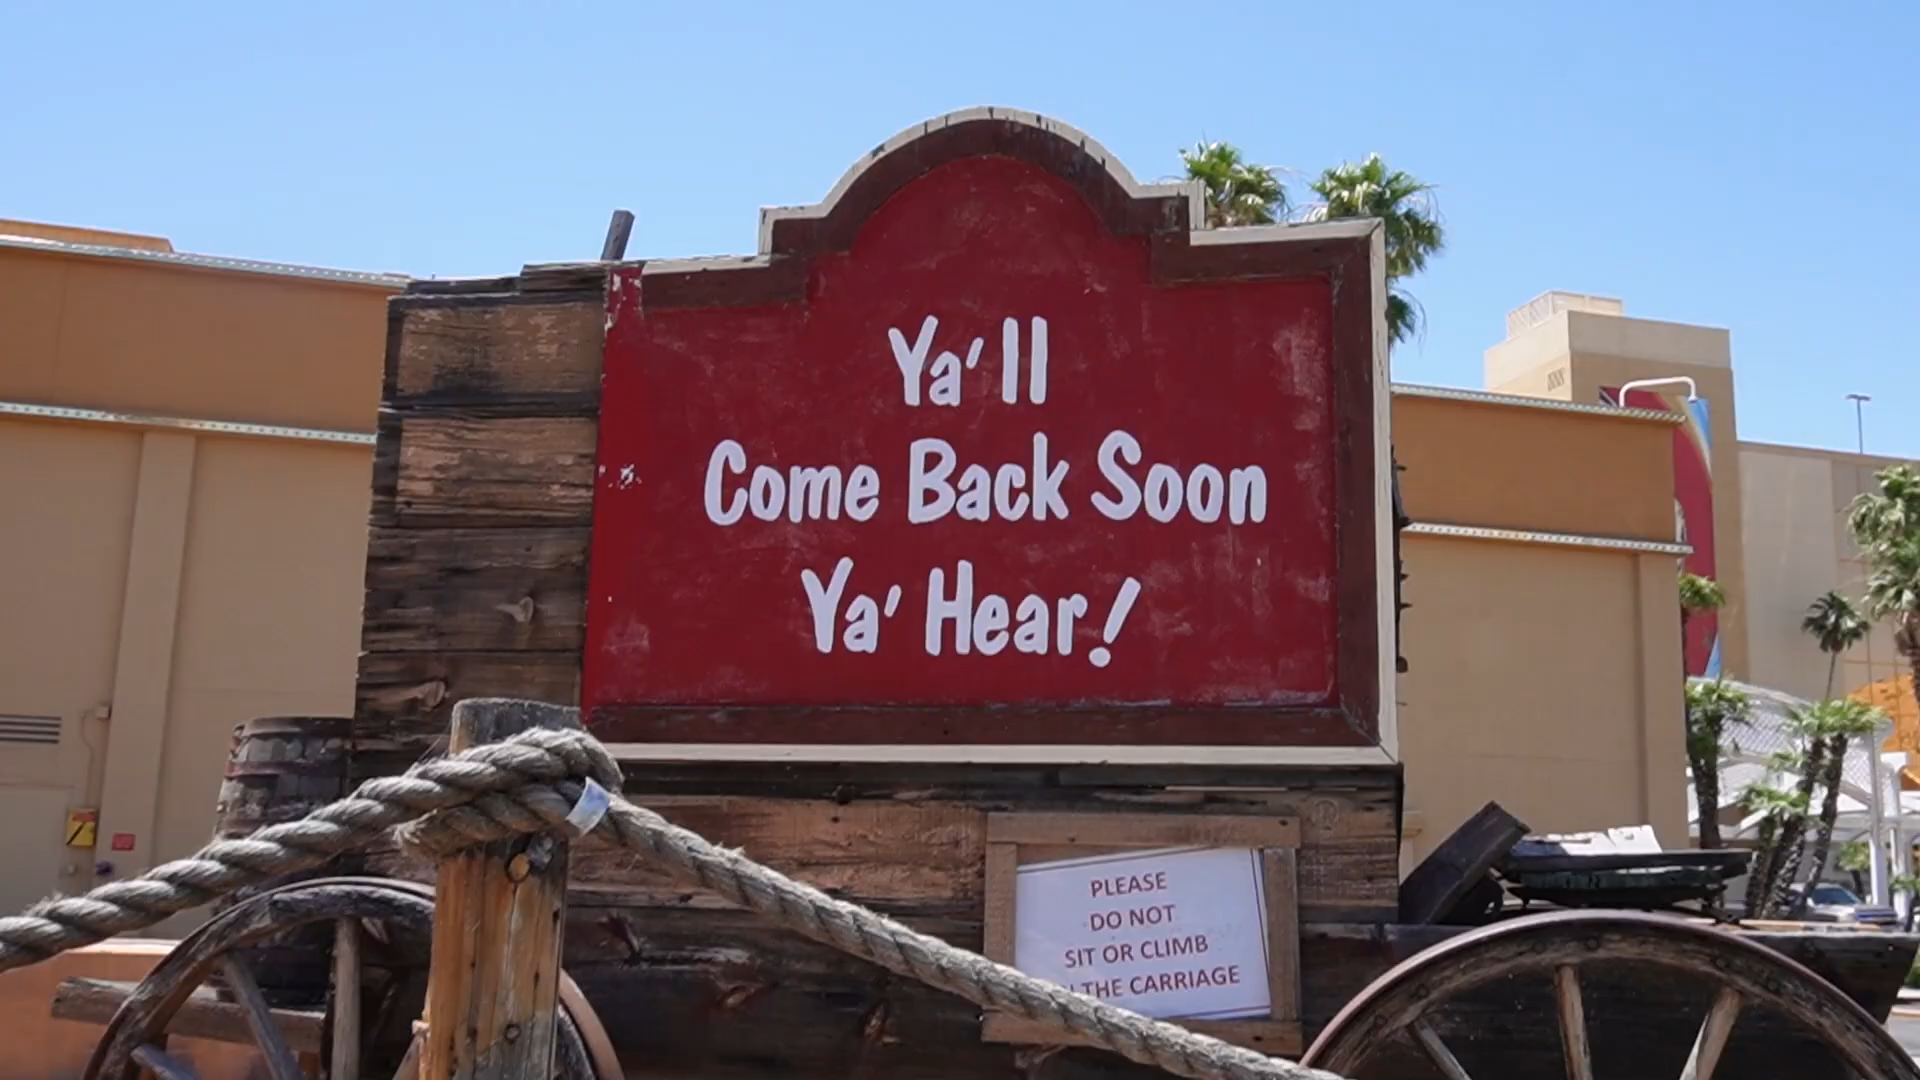 Ya'll
Come Back Soon
Ya' Hear!
PLEASE
DO NOT
SIT OR CLIMB
THE CARRIAGE